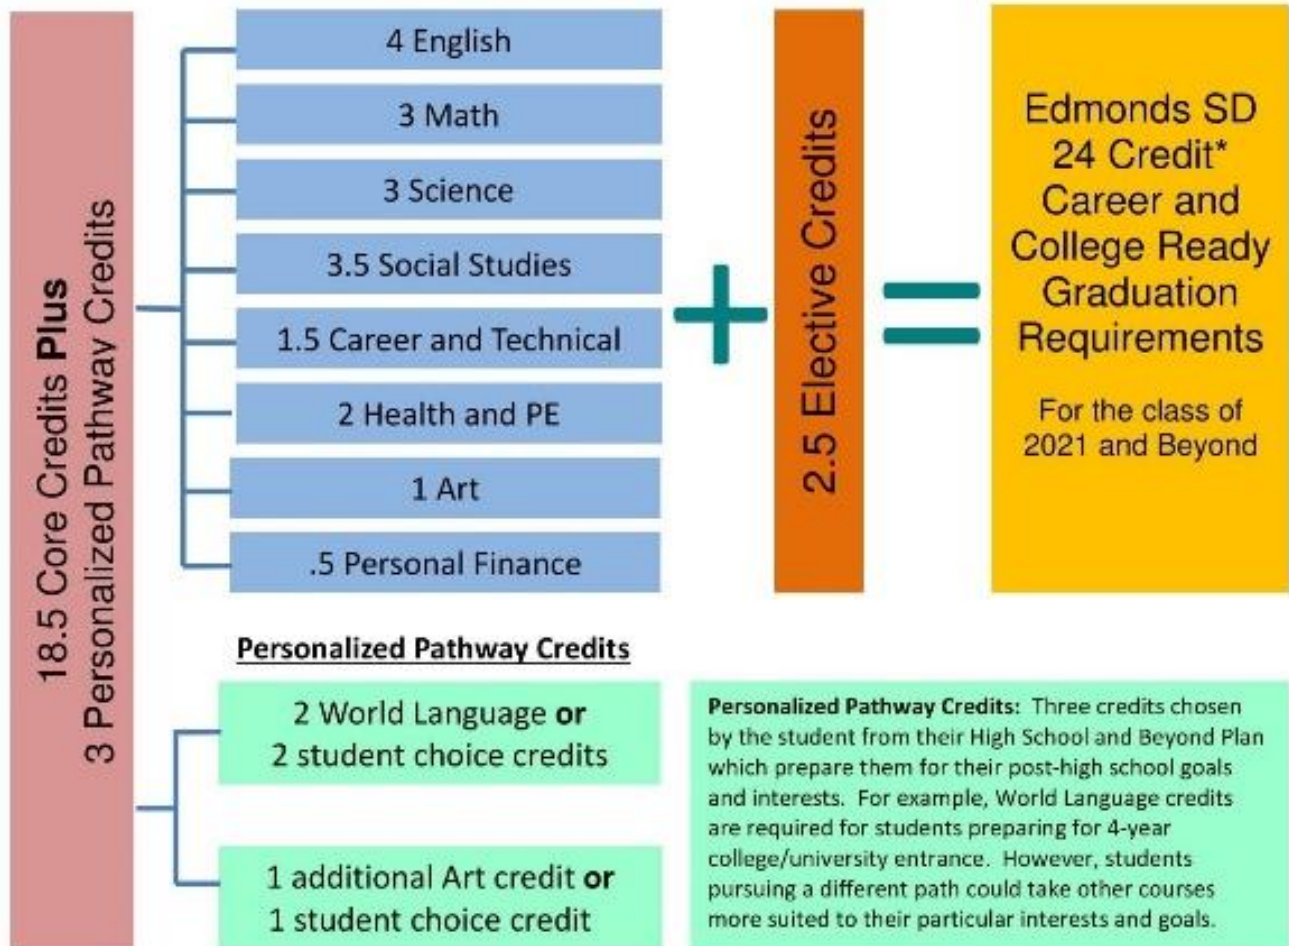 18.5 Core Credits Plus
3 Personalized Pathway Credits
4 English
3 Math
3 Science
3.5 Social Studies
1.5 Career and Technical
2 Health and PE
1 Art
.5 Personal Finance
+
2.5 Elective Credits
=
Edmonds SD
24 Credit*
Career and
College Ready
Graduation
Requirements
For the class of
2021 and Beyond
Personalized Pathway Credits
2 World Language or
2 student choice credits
1 additional Art credit or
1 student choice credit
Personalized Pathway Credits: Three credits chosen
by the student from their High School and Beyond Plan
which prepare them for their post-high school goals
and interests. For example, World Language credits
are required for students preparing for 4-year
college/university entrance. However, students
pursuing a different path could take other courses
more suited to their particular interests and goals.